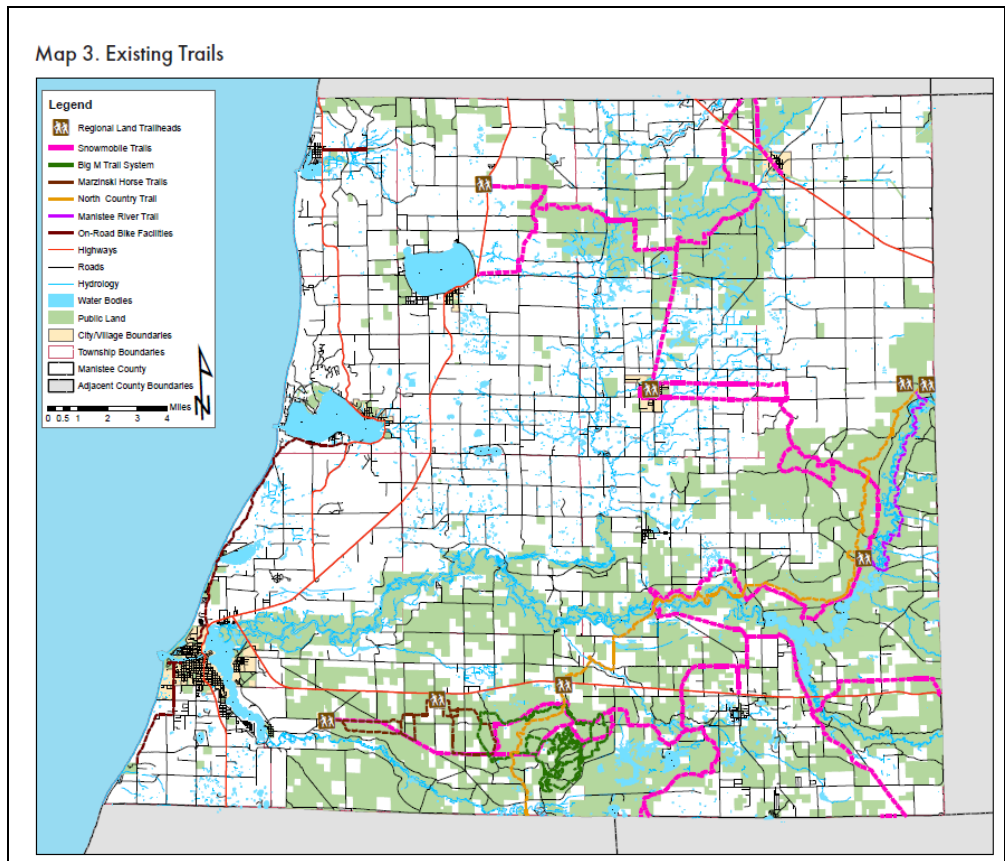 Map 3. Existing Trails
Legend
Regional Land Trailheads
Snowmobile Trails
Big M Trail System
Marzinski Horse Trails
North Country Trail
Manistee River Trail
On-Road Bike Facilities
Highways
Roads
Hydrology
Water Bodies
Public Land
City/Village Boundaries
Township Boundaries
Manistee County
Adjacent County Boundaries
Miles
0 0.5 1 2 3 4
N